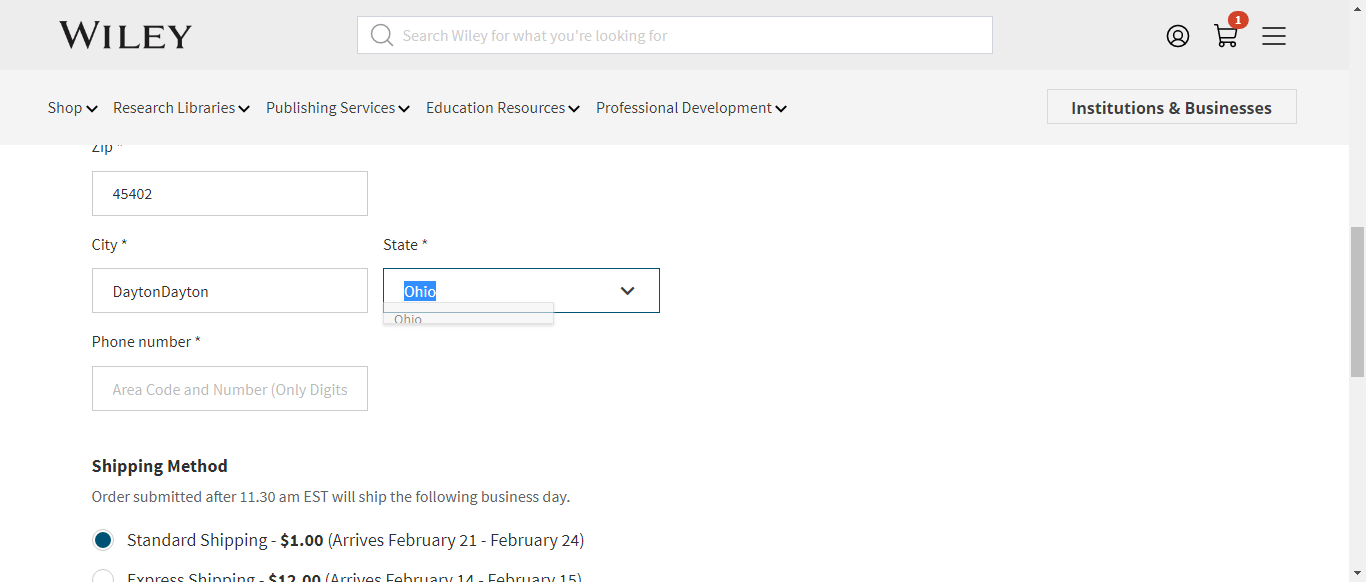 WILEY
Search Wiley for what you're looking for
1
Shop
Research Libraries
Publishing Services
Education Resources
Professional Development
Institutions & Businesses
Zip *
45402
City *
State *
DaytonDayton
Ohio
Ohio
Phone number *
Area Code and Number (Only Digits
Shipping Method
Order submitted after 11.30 am EST will ship the following business day.
Standard Shipping - $1.00 (Arrives February 21 - February 24)
Express Shipping - $12.00 (Arrives February 14 - February 15)